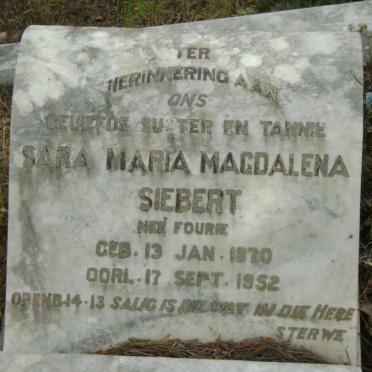 TER
HERINNERING AAN
ONS
GELIEFDE SUSTER EN TANNIE
SARA MARIA MAGDALENA
SIEBERT
NEE FOURIE
GEB. 13 JAN. 1870
OORL. 17 SEPT. 1952
OPENB. 14.13 SALIG IS DIE WAT IN DIE HERE
STERWE